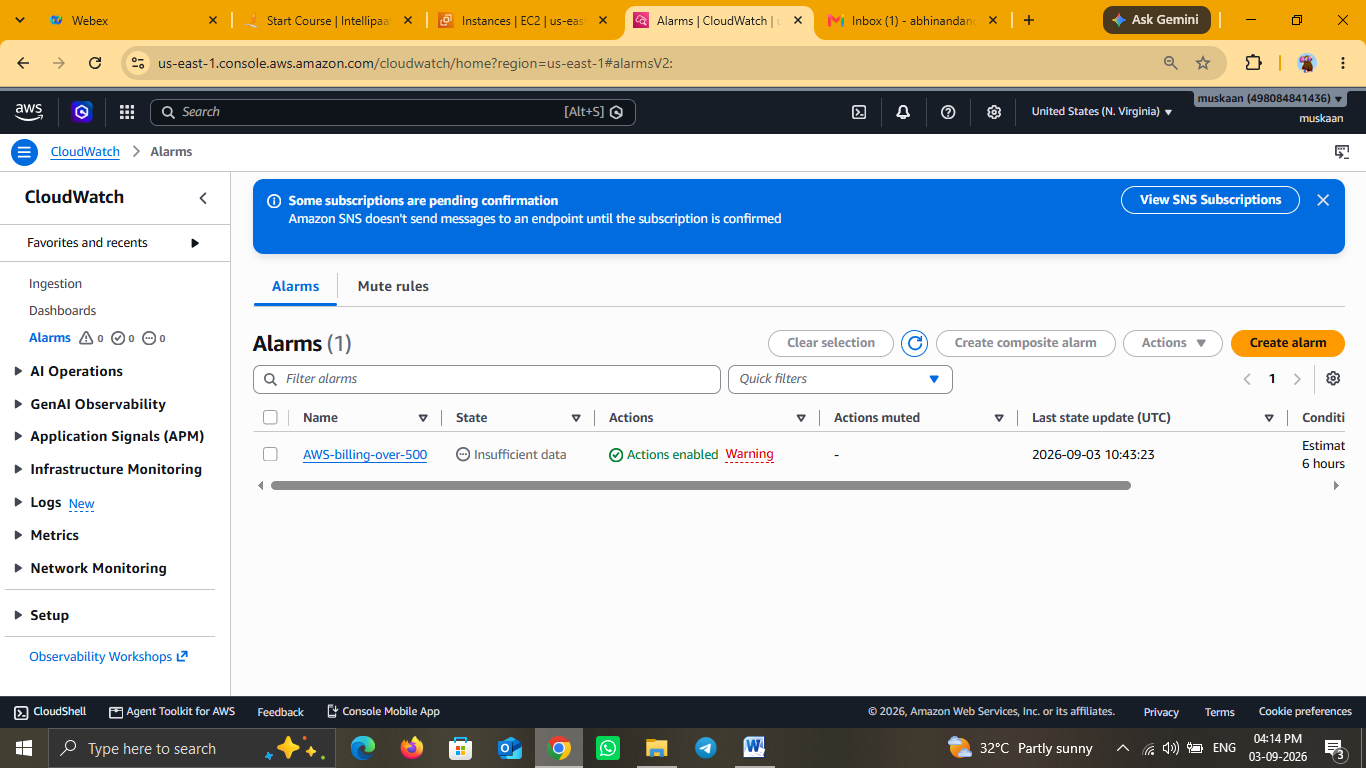 Webex
Start Course | Intellipaa
Instances | EC2 | us-eas
Alarms | CloudWatch | u
Inbox (1) - abhinandand
Ask Gemini
us-east-1.console.aws.amazon.com/cloudwatch/home?region=us-east-1#alarmsV2:
aws
Search
[Alt+S]
United States (N. Virginia)
muskaan (498084841436)
muskaan
CloudWatch
Alarms
CloudWatch
Favorites and recents
Ingestion
Dashboards
Alarms 0 0 0
AI Operations
GenAI Observability
Application Signals (APM)
Infrastructure Monitoring
Logs New
Metrics
Network Monitoring
Setup
Observability Workshops
Some subscriptions are pending confirmation
Amazon SNS doesn't send messages to an endpoint until the subscription is confirmed
View SNS Subscriptions
Alarms
Mute rules
Alarms (1)
Clear selection
Create composite alarm
Actions
Create alarm
Filter alarms
Quick filters
1
Name
State
Actions
Actions muted
Last state update (UTC)
Conditi
AWS-billing-over-500
Insufficient data
Actions enabled Warning
-
2026-09-03 10:43:23
Estimat
6 hours
CloudShell
Agent Toolkit for AWS
Feedback
Console Mobile App
© 2026, Amazon Web Services, Inc. or its affiliates.
Privacy
Terms
Cookie preferences
Type here to search
32°C Partly sunny
ENG
04:14 PM
03-09-2026
3